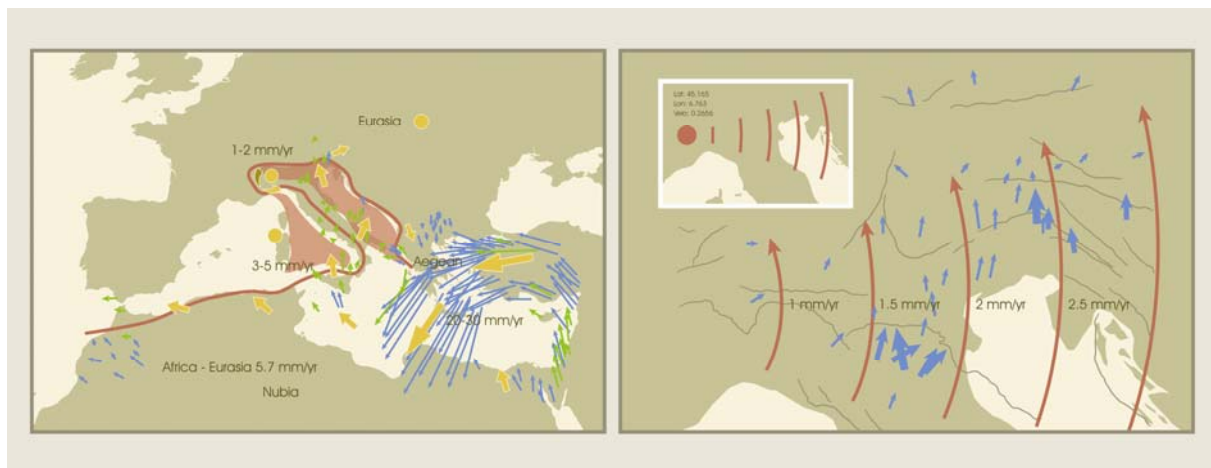 Eurasia
1-2 mm/yr
3-5 mm/yr
Aegean
20-30 mm/yr
Africa - Eurasia 5.7 mm/yr
Nubia
Lat: 45.165
Lon: 6.763
Velo: 0.2656
1 mm/yr
1.5 mm/yr
2 mm/yr
2.5 mm/yr